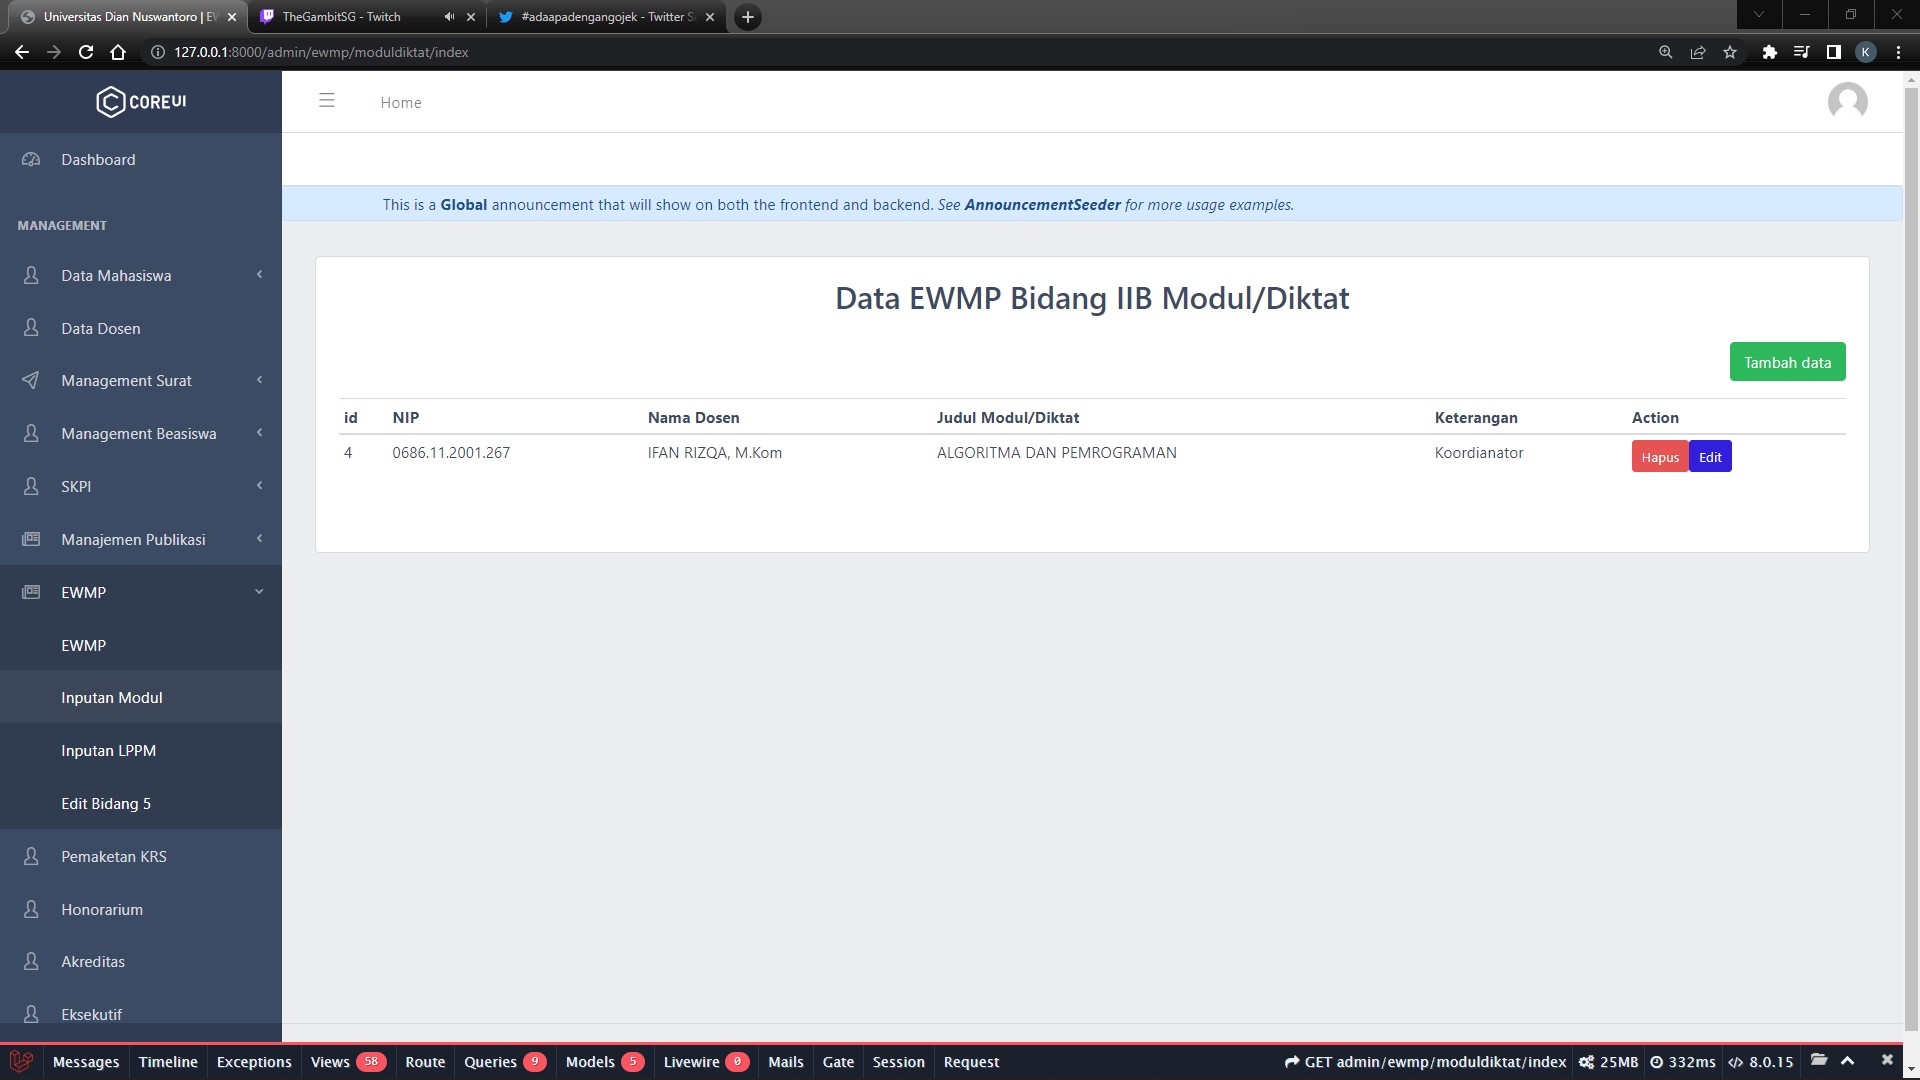 Universitas Dian Nuswantoro | EW
TheGambitSG - Twitch
#adaapadengangojek - Twitter S
127.0.0.1:8000/admin/ewmp/moduldiktat/index
K
COREUI
Home
Dashboard
This is a Global announcement that will show on both the frontend and backend. See AnnouncementSeeder for more usage examples.
MANAGEMENT
Data Mahasiswa
Data Dosen
Management Surat
Management Beasiswa
SKPI
Manajemen Publikasi
EWMP
EWMP
Inputan Modul
Inputan LPPM
Edit Bidang 5
Pemaketan KRS
Honorarium
Akreditas
Eksekutif
Data EWMP Bidang IIB Modul/Diktat
Tambah data
id NIP Nama Dosen Judul Modul/Diktat Keterangan Action
4 0686.11.2001.267 IFAN RIZQA, M.Kom ALGORITMA DAN PEMROGRAMAN Koordianator Hapus Edit
Messages Timeline Exceptions Views 58 Route Queries 9 Models 5 Livewire 0 Mails Gate Session Request GET admin/ewmp/moduldiktat/index 25MB 332ms 8.0.15